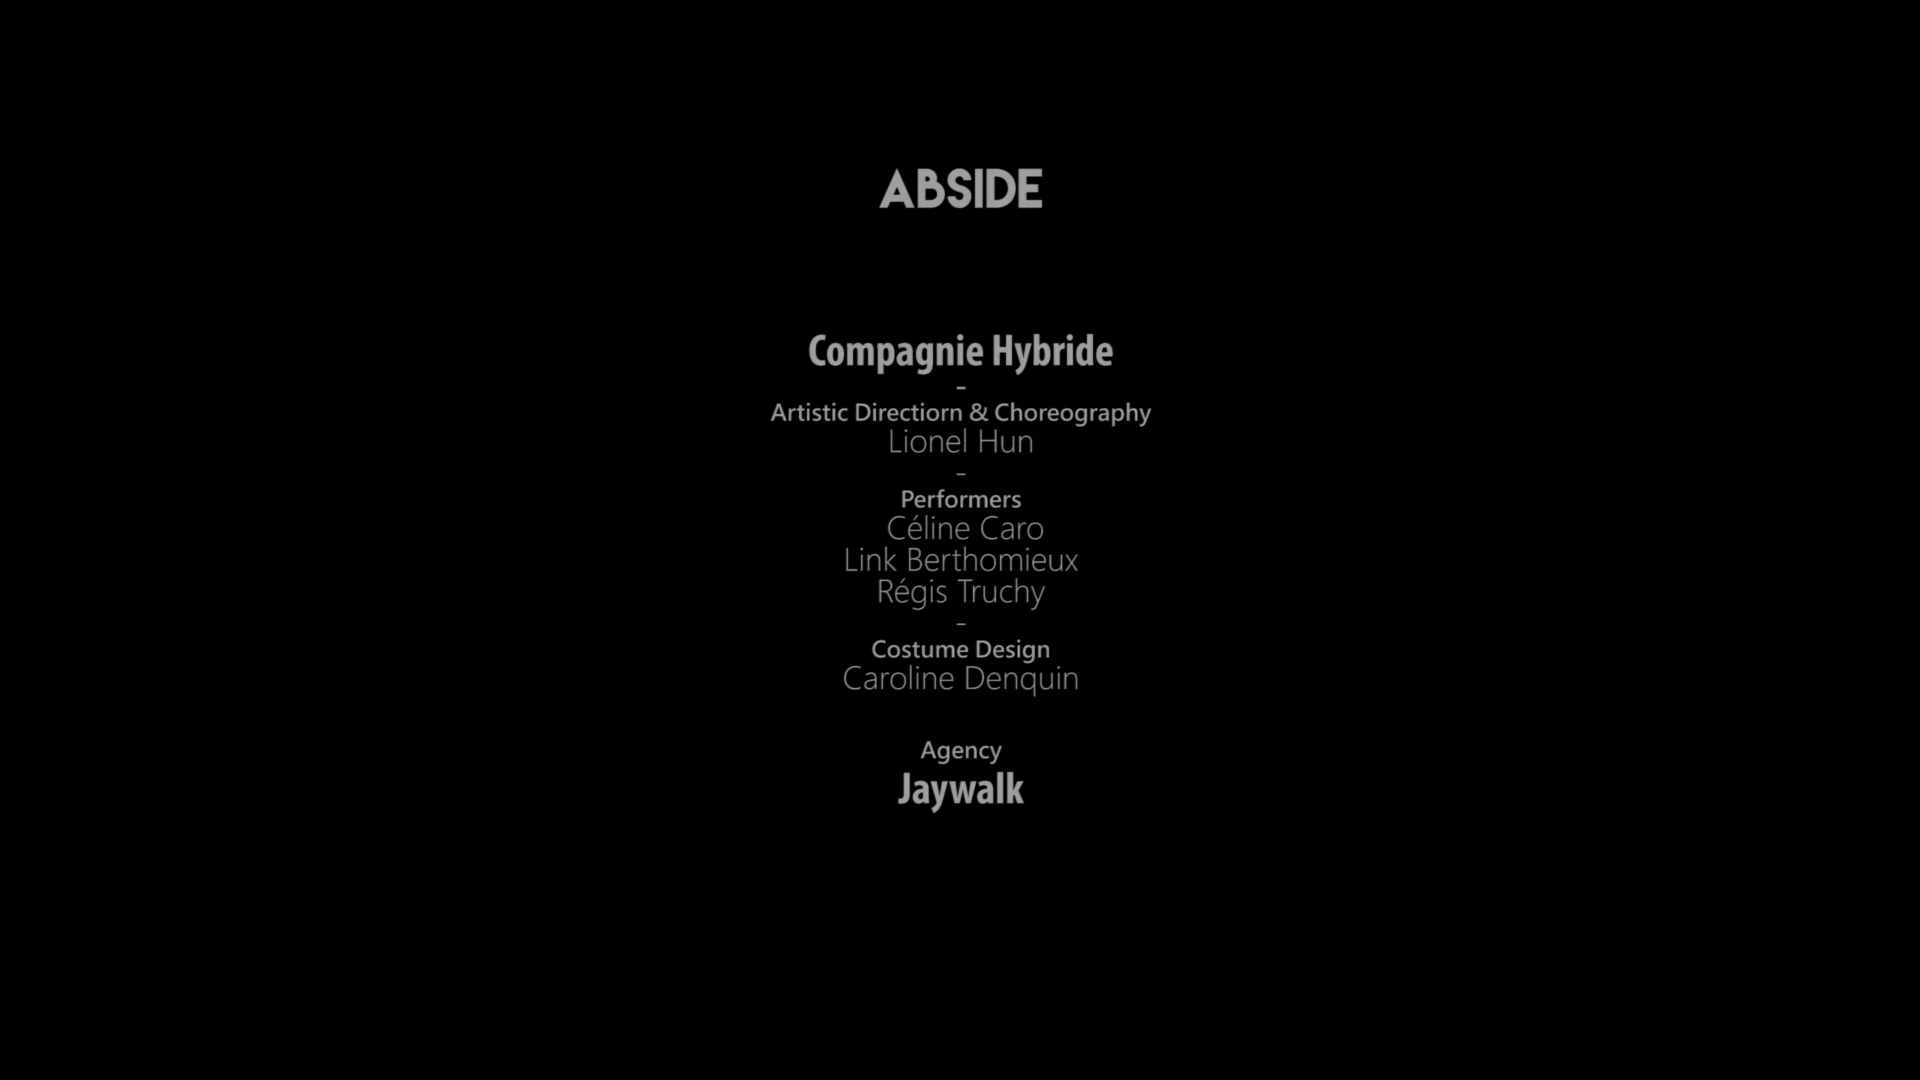 ABSIDE
Compagnie Hybride
-
Artistic Directiorn & Choreography
Lionel Hun
-
Performers
Céline Caro
Link Berthomieux
Régis Truchy
-
Costume Design
Caroline Denquin
Agency
Jaywalk